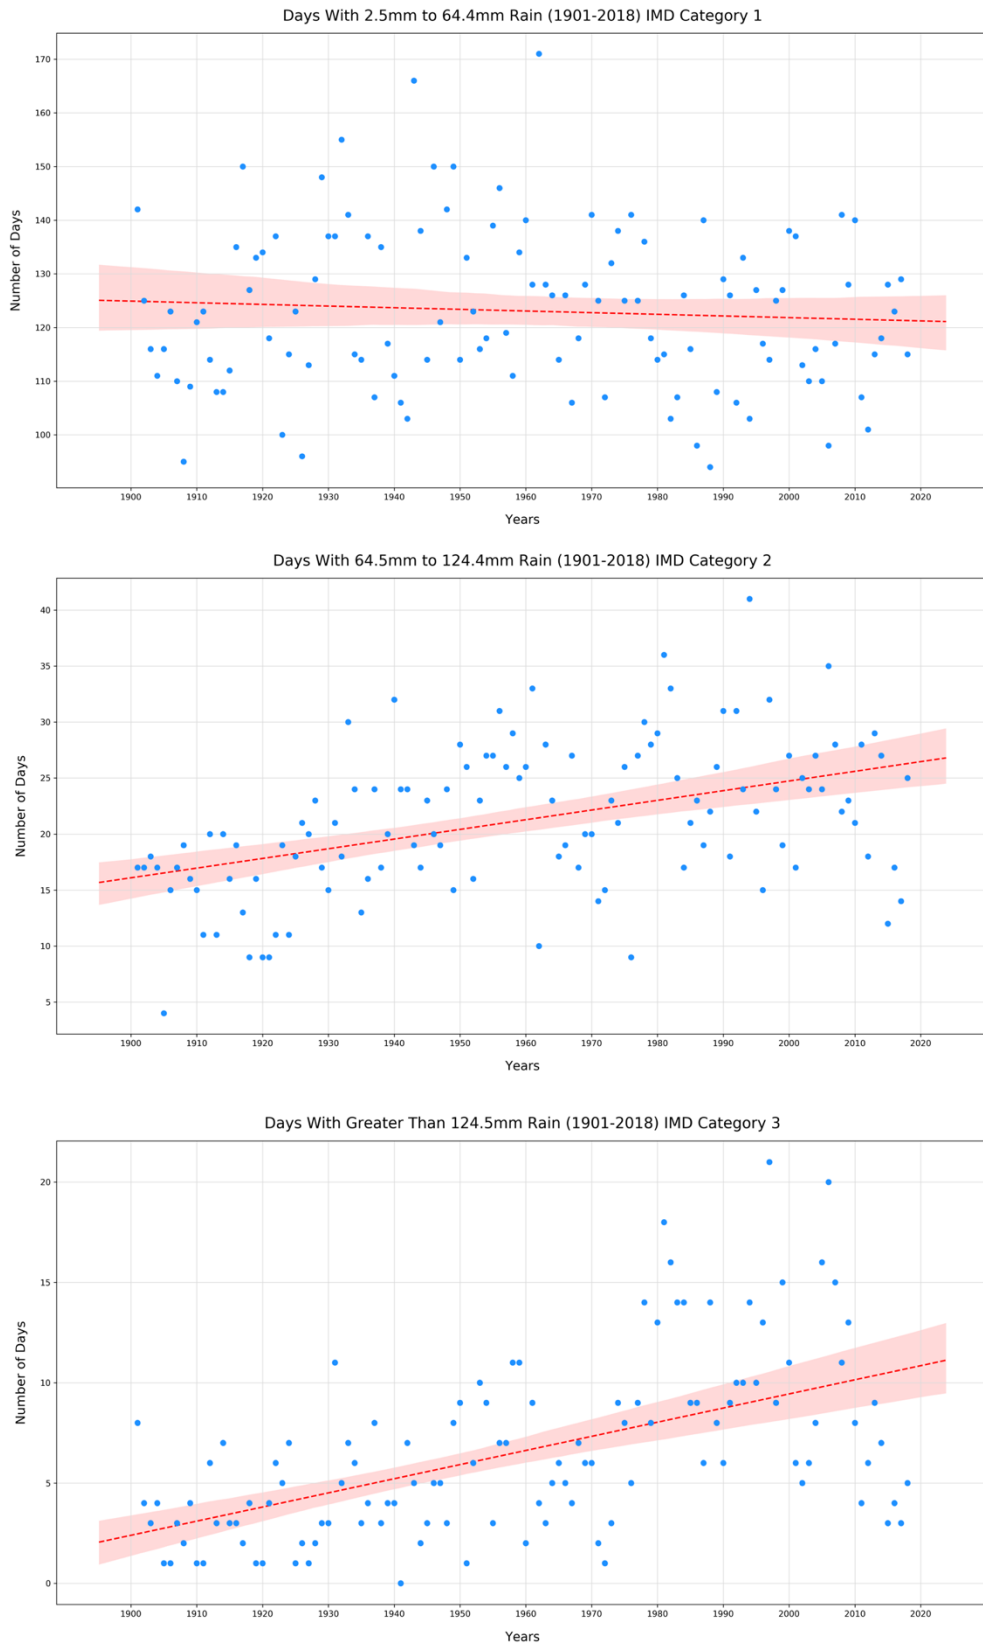 Days With 2.5mm to 64.4mm Rain (1901-2018) IMD Category 1
170
160
150
140
130
120
110
100
Number of Days
1900 1910 1920 1930 1940 1950 1960 1970 1980 1990 2000 2010 2020
Years
Days With 64.5mm to 124.4mm Rain (1901-2018) IMD Category 2
40
35
30
25
20
15
10
5
Number of Days
1900 1910 1920 1930 1940 1950 1960 1970 1980 1990 2000 2010 2020
Years
Days With Greater Than 124.5mm Rain (1901-2018) IMD Category 3
20
15
10
5
0
Number of Days
1900 1910 1920 1930 1940 1950 1960 1970 1980 1990 2000 2010 2020
Years